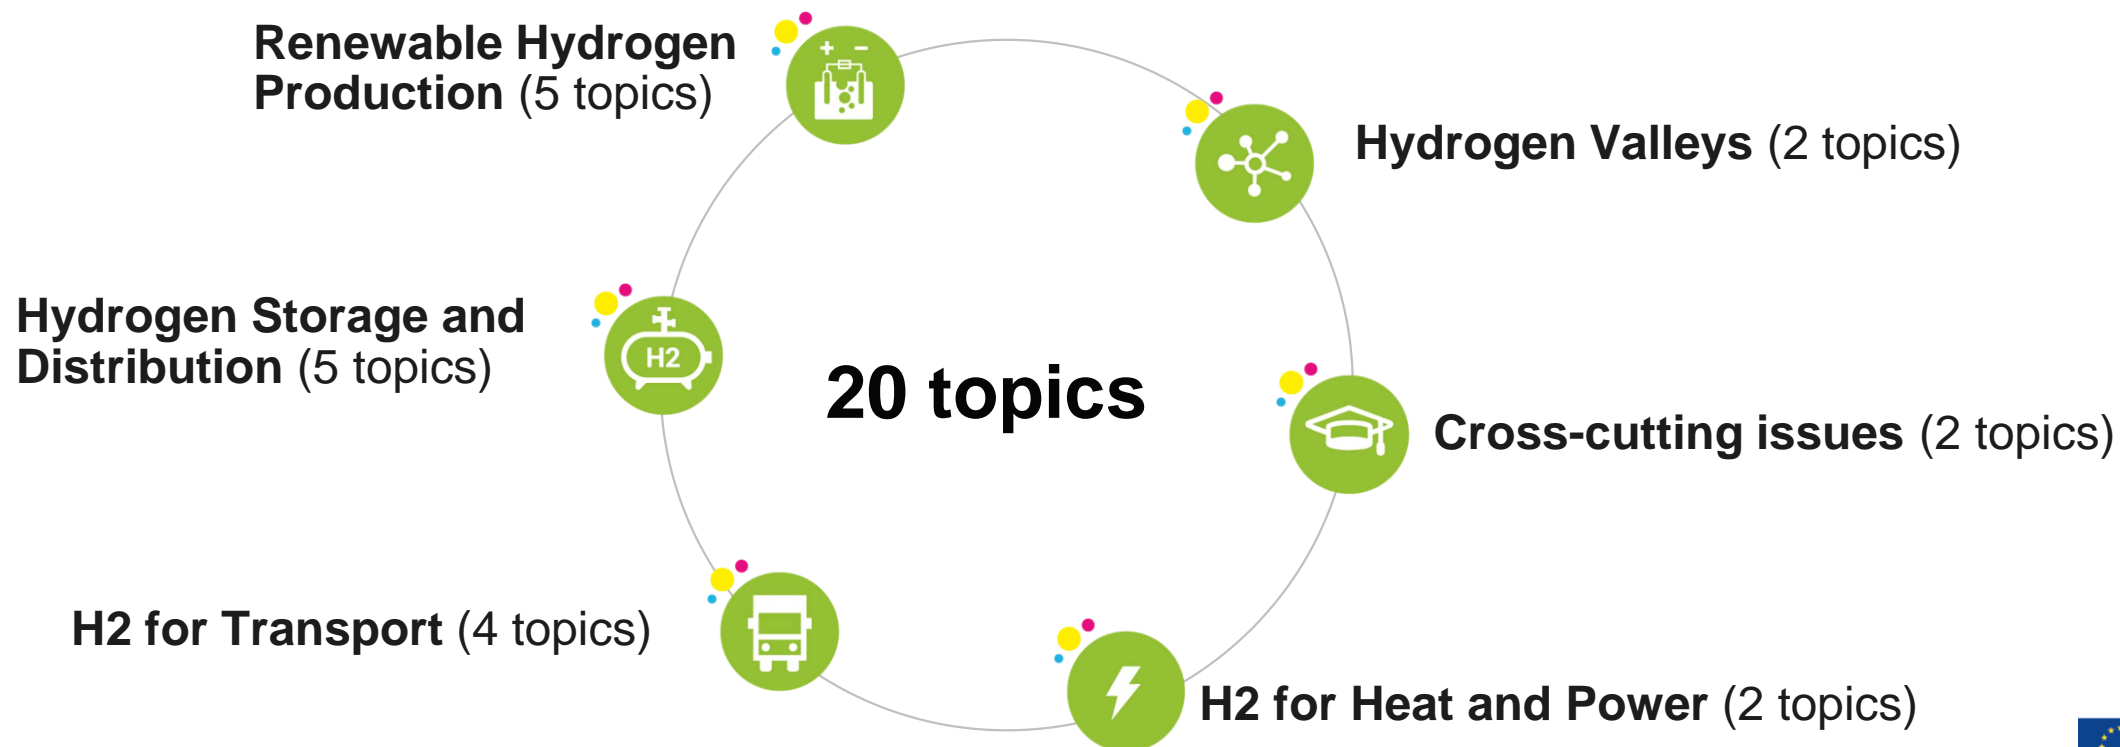 Renewable Hydrogen
Production (5 topics)
+ −
Hydrogen Valleys (2 topics)
Hydrogen Storage and
Distribution (5 topics)
H2
20 topics
Cross-cutting issues (2 topics)
H2 for Transport (4 topics)
H2 for Heat and Power (2 topics)